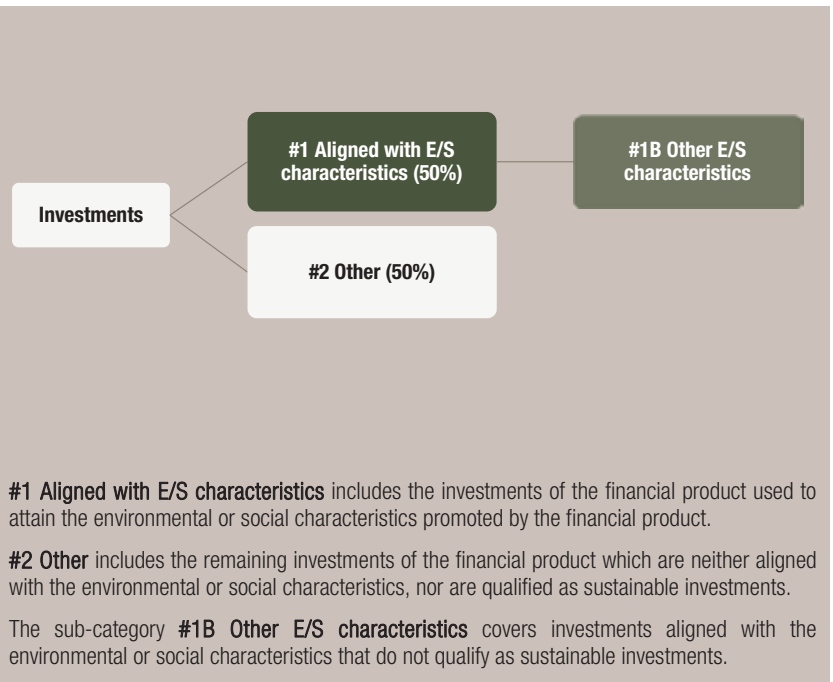 #1 Aligned with E/S
characteristics (50%)
#1B Other E/S
characteristics
Investments
#2 Other (50%)
#1 Aligned with E/S characteristics includes the investments of the financial product used to
attain the environmental or social characteristics promoted by the financial product.
#2 Other includes the remaining investments of the financial product which are neither aligned
with the environmental or social characteristics, nor are qualified as sustainable investments.
The sub-category #1B Other E/S characteristics covers investments aligned with the
environmental or social characteristics that do not qualify as sustainable investments.